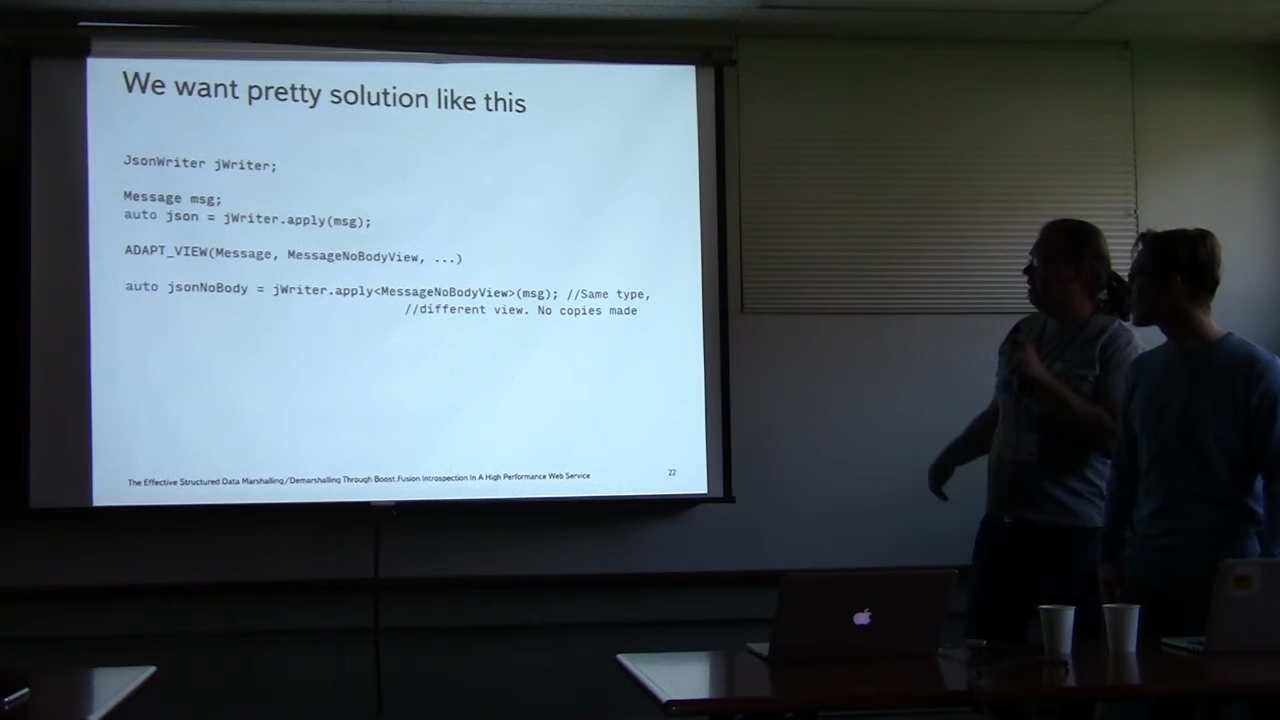 We want pretty solution like this
JsonWriter jWriter;
Message msg;
auto json = jWriter.apply(msg);
ADAPT_VIEW(Message, MessageNoBodyView, ...)
auto jsonNoBody = jWriter.apply<MessageNoBodyView>(msg); //Same type,
//different view. No copies made
The Effective Structured Data Marshalling/Demarshalling Through Boost.Fusion Introspection In A High Performance Web Service
22